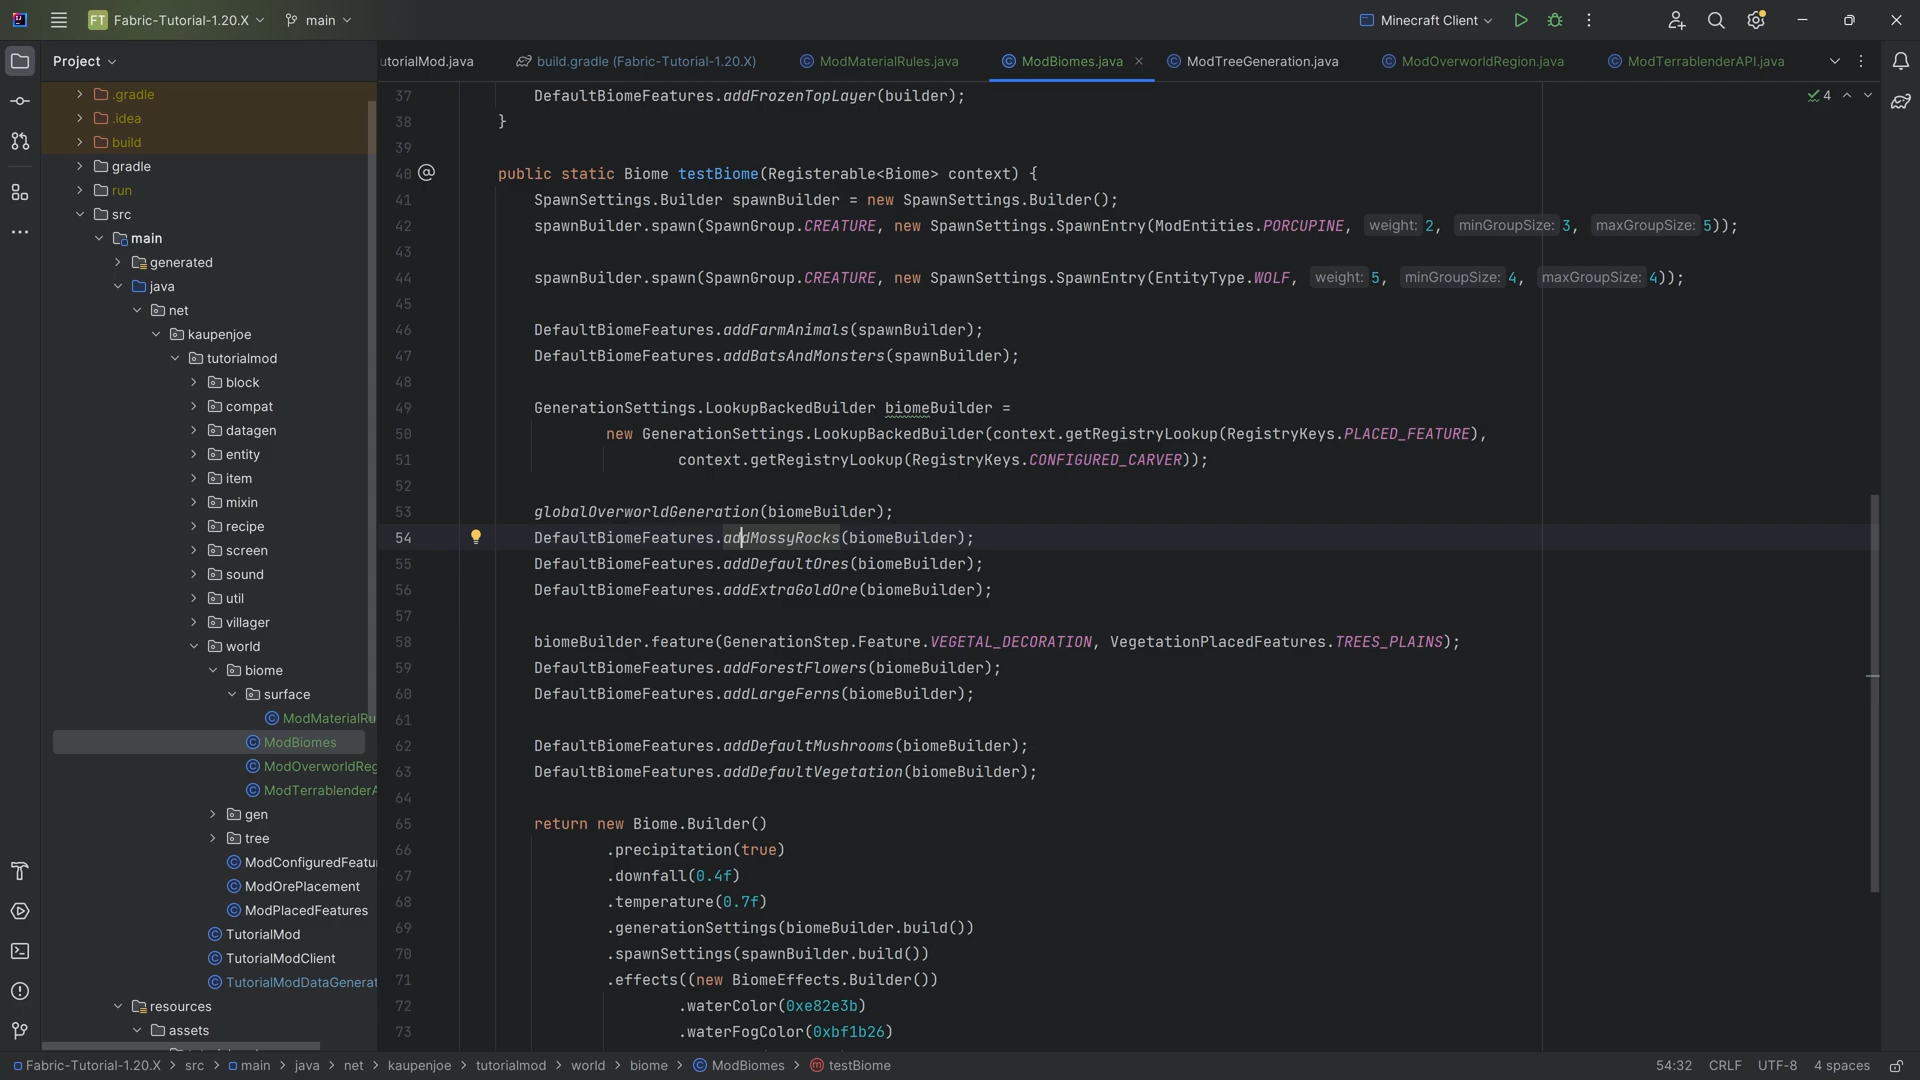 FT Fabric-Tutorial-1.20.X main Minecraft Client
Project
utorialMod.java build.gradle (Fabric-Tutorial-1.20.X) ModMaterialRules.java ModBiomes.java ModTreeGeneration.java ModOverworldRegion.java ModTerrablenderAPI.java
.gradle
.idea
build
gradle
run
src
main
generated
java
net
kaupenjoe
tutorialmod
block
compat
datagen
entity
item
mixin
recipe
screen
sound
util
villager
world
biome
surface
ModMaterialRu
ModBiomes
ModOverworldReg
ModTerrablenderA
gen
tree
ModConfiguredFeatu
ModOrePlacement
ModPlacedFeatures
TutorialMod
TutorialModClient
TutorialModDataGenerat
resources
assets
4
37 DefaultBiomeFeatures.addFrozenTopLayer(builder);
38 }
39
40 @ public static Biome testBiome(Registerable<Biome> context) {
41 SpawnSettings.Builder spawnBuilder = new SpawnSettings.Builder();
42 spawnBuilder.spawn(SpawnGroup.CREATURE, new SpawnSettings.SpawnEntry(ModEntities.PORCUPINE, weight: 2, minGroupSize: 3, maxGroupSize: 5));
43
44 spawnBuilder.spawn(SpawnGroup.CREATURE, new SpawnSettings.SpawnEntry(EntityType.WOLF, weight: 5, minGroupSize: 4, maxGroupSize: 4));
45
46 DefaultBiomeFeatures.addFarmAnimals(spawnBuilder);
47 DefaultBiomeFeatures.addBatsAndMonsters(spawnBuilder);
48
49 GenerationSettings.LookupBackedBuilder biomeBuilder =
50 new GenerationSettings.LookupBackedBuilder(context.getRegistryLookup(RegistryKeys.PLACED_FEATURE),
51 context.getRegistryLookup(RegistryKeys.CONFIGURED_CARVER));
52
53 globalOverworldGeneration(biomeBuilder);
54 DefaultBiomeFeatures.addMossyRocks(biomeBuilder);
55 DefaultBiomeFeatures.addDefaultOres(biomeBuilder);
56 DefaultBiomeFeatures.addExtraGoldOre(biomeBuilder);
57
58 biomeBuilder.feature(GenerationStep.Feature.VEGETAL_DECORATION, VegetationPlacedFeatures.TREES_PLAINS);
59 DefaultBiomeFeatures.addForestFlowers(biomeBuilder);
60 DefaultBiomeFeatures.addLargeFerns(biomeBuilder);
61
62 DefaultBiomeFeatures.addDefaultMushrooms(biomeBuilder);
63 DefaultBiomeFeatures.addDefaultVegetation(biomeBuilder);
64
65 return new Biome.Builder()
66 .precipitation(true)
67 .downfall(0.4f)
68 .temperature(0.7f)
69 .generationSettings(biomeBuilder.build())
70 .spawnSettings(spawnBuilder.build())
71 .effects((new BiomeEffects.Builder())
72 .waterColor(0xe82e3b)
73 .waterFogColor(0xbf1b26)
Fabric-Tutorial-1.20.X > src > main > java > net > kaupenjoe > tutorialmod > world > biome > ModBiomes > testBiome 54:32 CRLF UTF-8 4 spaces